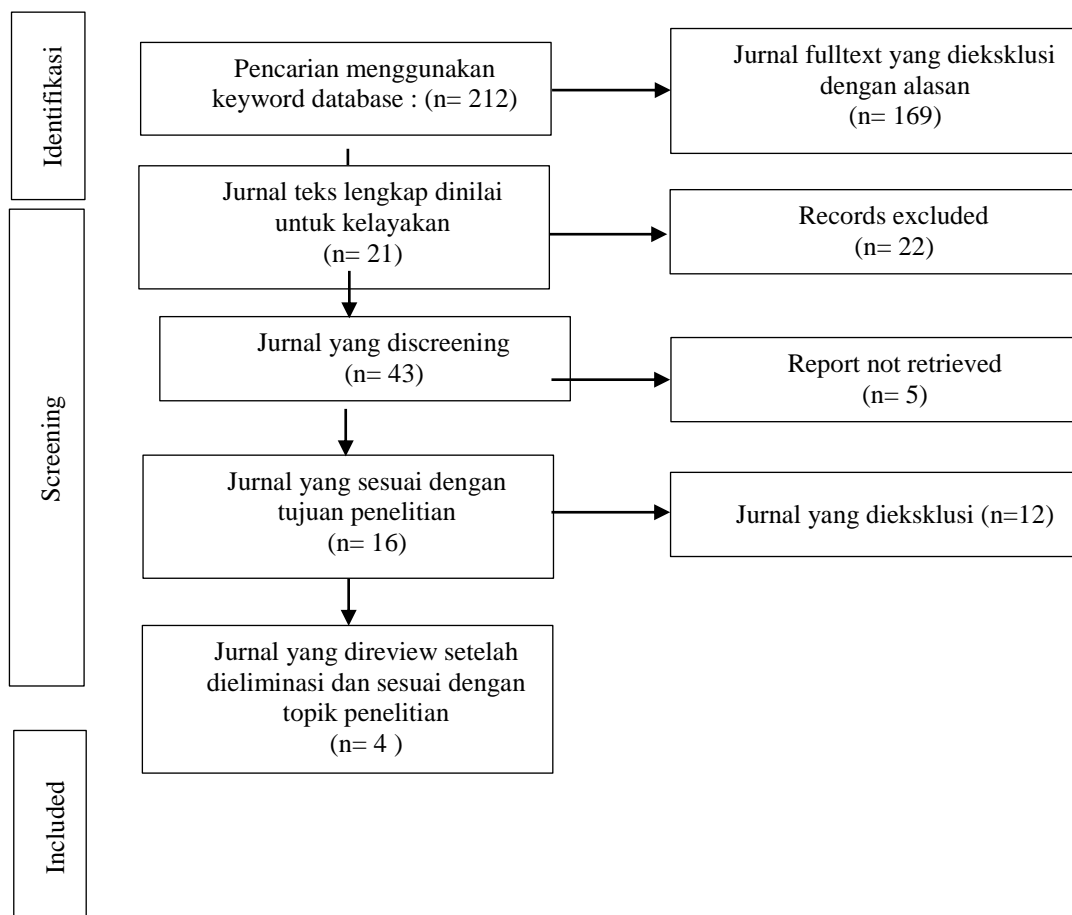 Identifikasi
Pencarian menggunakan
keyword database : (n= 212)
Jurnal fulltext yang dieksklusi
dengan alasan
(n= 169)
Screening
Jurnal teks lengkap dinilai
untuk kelayakan
(n= 21)
Records excluded
(n= 22)
Jurnal yang discreening
(n= 43)
Report not retrieved
(n= 5)
Jurnal yang sesuai dengan
tujuan penelitian
(n= 16)
Jurnal yang dieksklusi (n=12)
Jurnal yang direview setelah
dieliminasi dan sesuai dengan
topik penelitian
(n= 4 )
Included